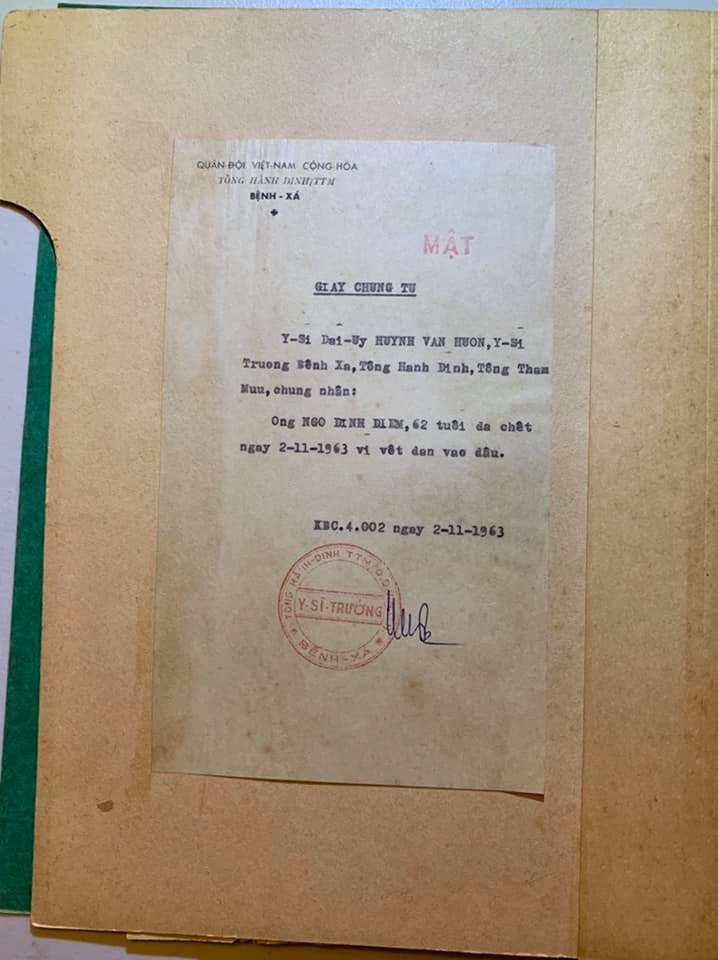 QUÂN-ĐỘI VIỆT-NAM CỘNG-HÒA
TỔNG HÀNH DINH/TTM
BỆNH-XÁ
MẬT
GIAY CHUNG TU
Y-Si Dai-Uy HUYNH VAN HUON, Y-Si
Truong Bênh Xa, Tông Hanh Dinh, Tông Tham
Muu, chung nhân:
Ong NGO DINH DIEM, 62 tuôi da chêt
ngay 2-11-1963 vi vêt dan vao dâu.
KBC.4.002 ngay 2-11-1963
TỔNG HÀNH-DINH TTM/Q.Đ
Y-SĨ-TRƯỞNG
BỆNH-XÁ